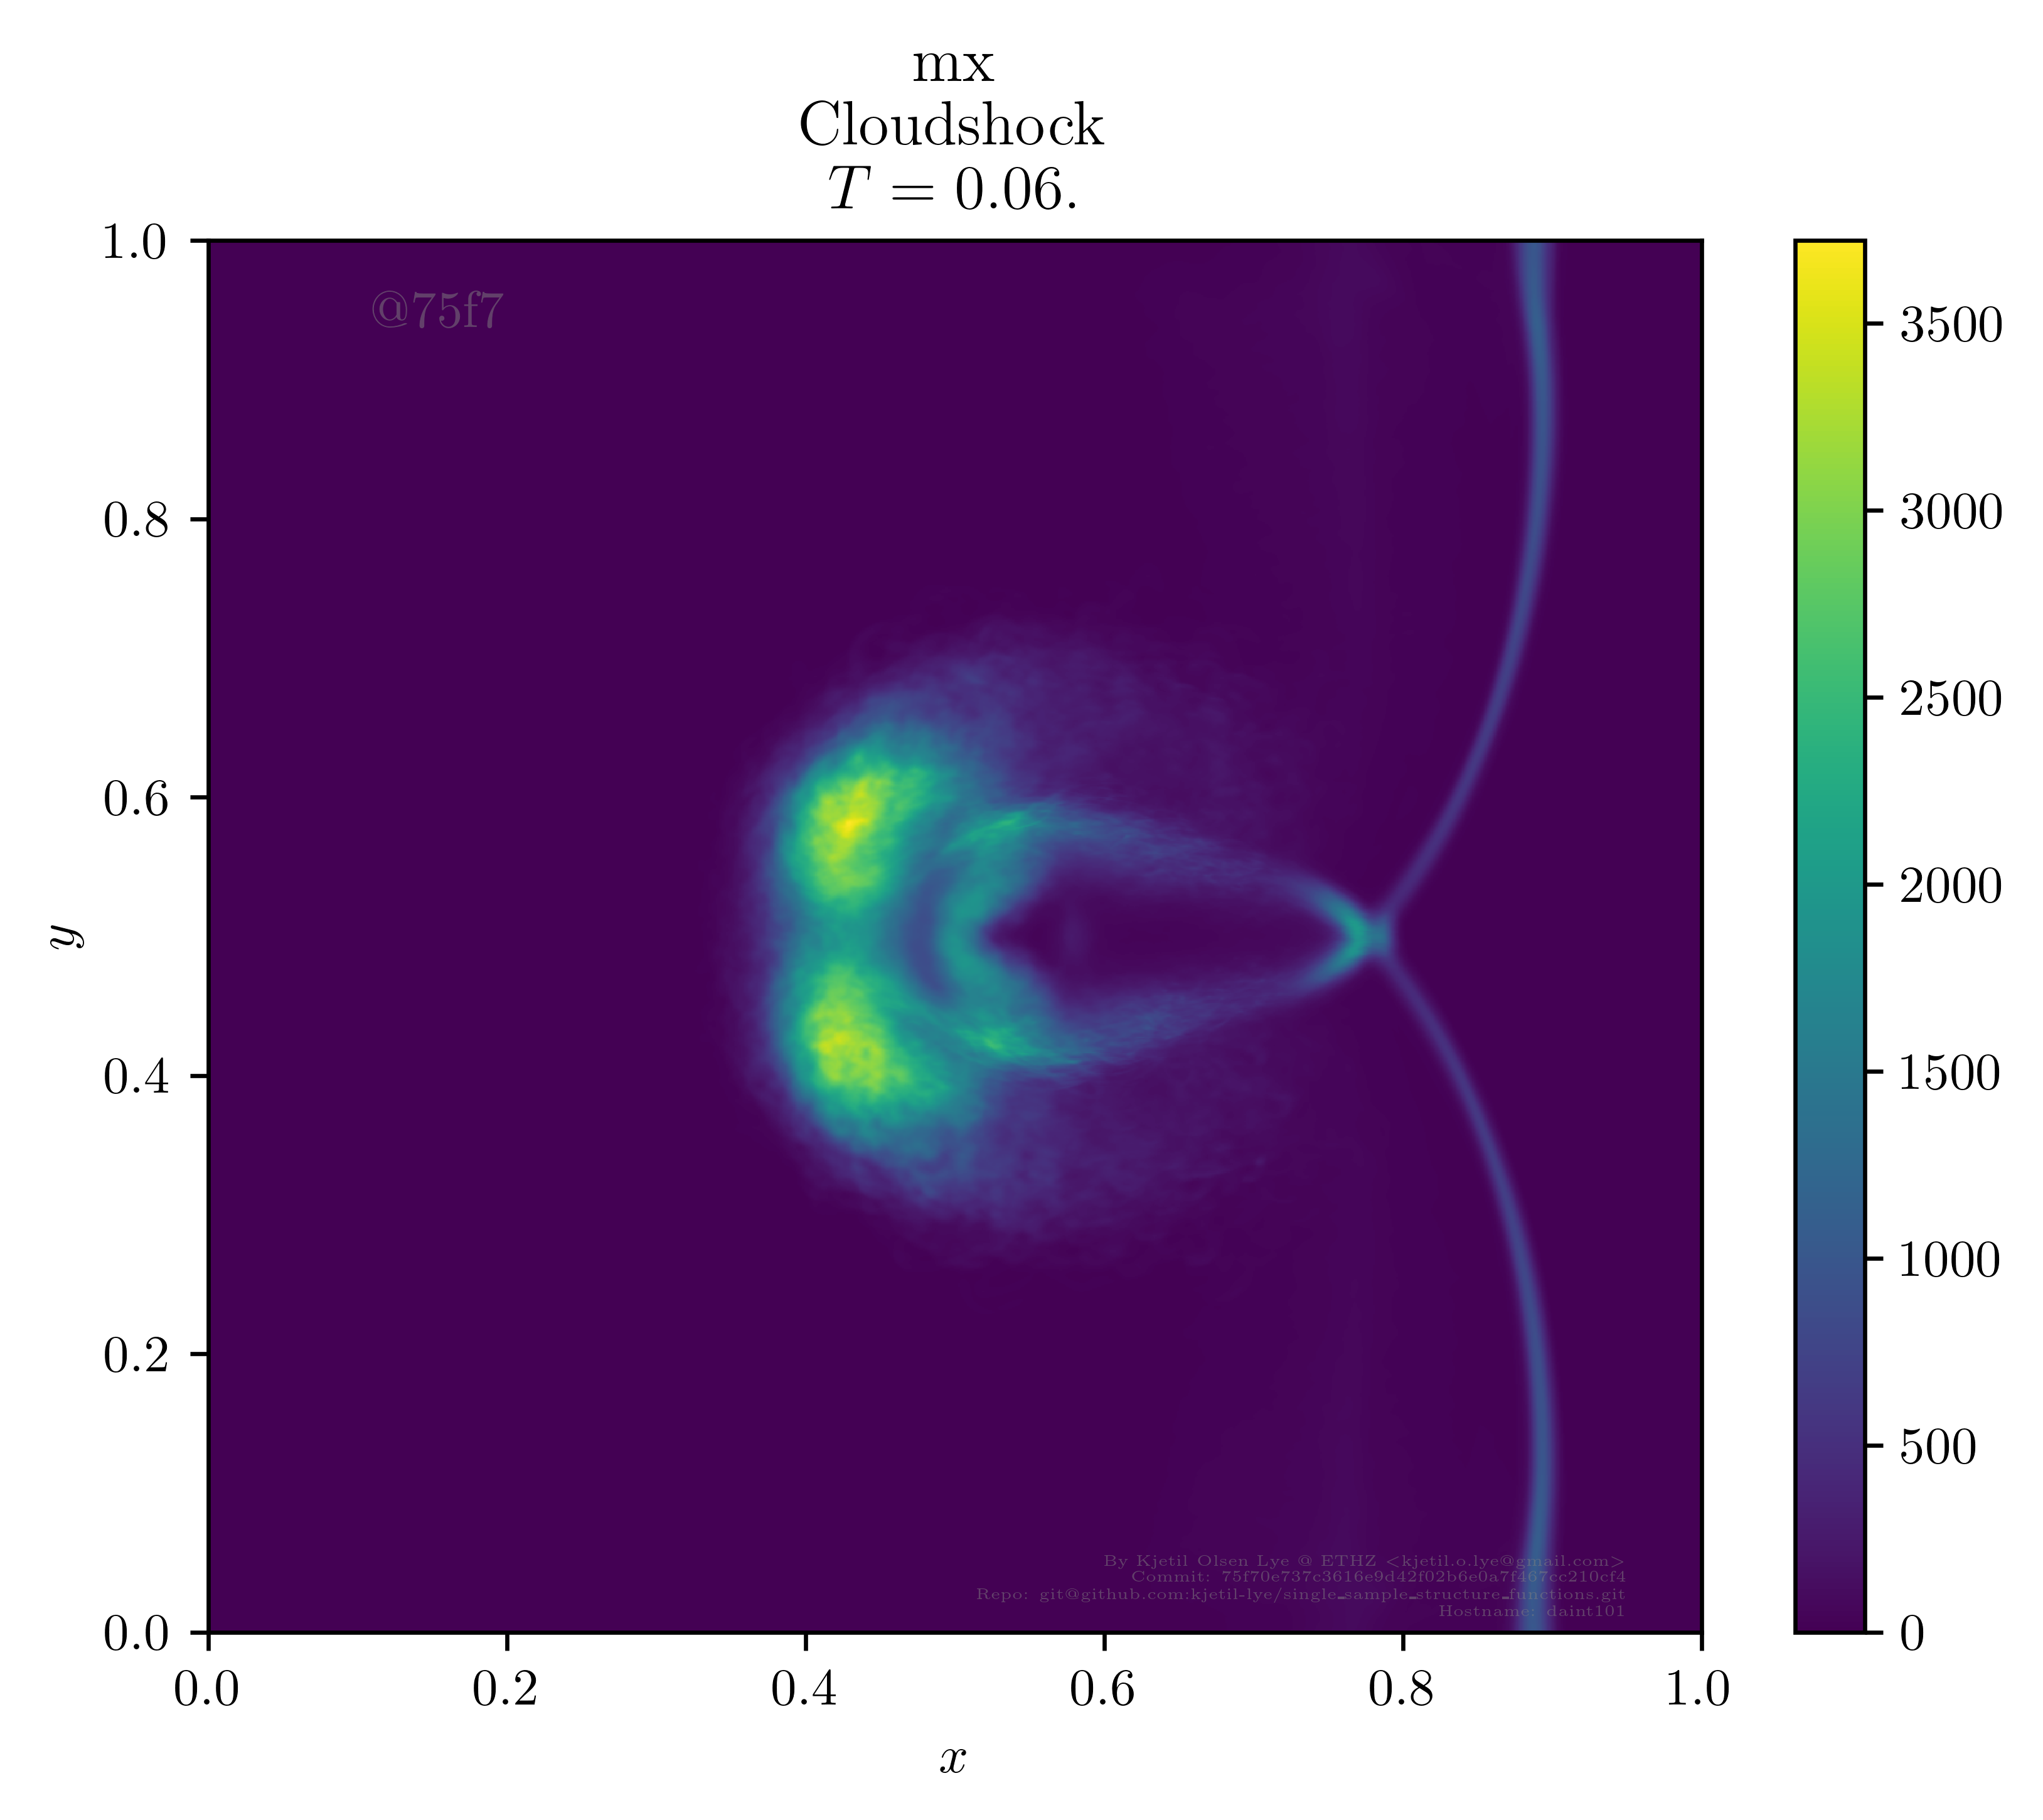 mx
Cloudshock
T = 0.06.
1.0
0.8
0.6
0.4
0.2
0.0
y
@75f7
By Kjetil Olsen Lye @ ETHZ <kjetil.o.lye@gmail.com>
Commit: 75f70e737c3616e9d42f02b6e0a7f467cc210cf4
Repo: git@github.com:kjetil-lye/single_sample_structure_functions.git
Hostname: daint101
0.0 0.2 0.4 0.6 0.8 1.0
x
3500
3000
2500
2000
1500
1000
500
0